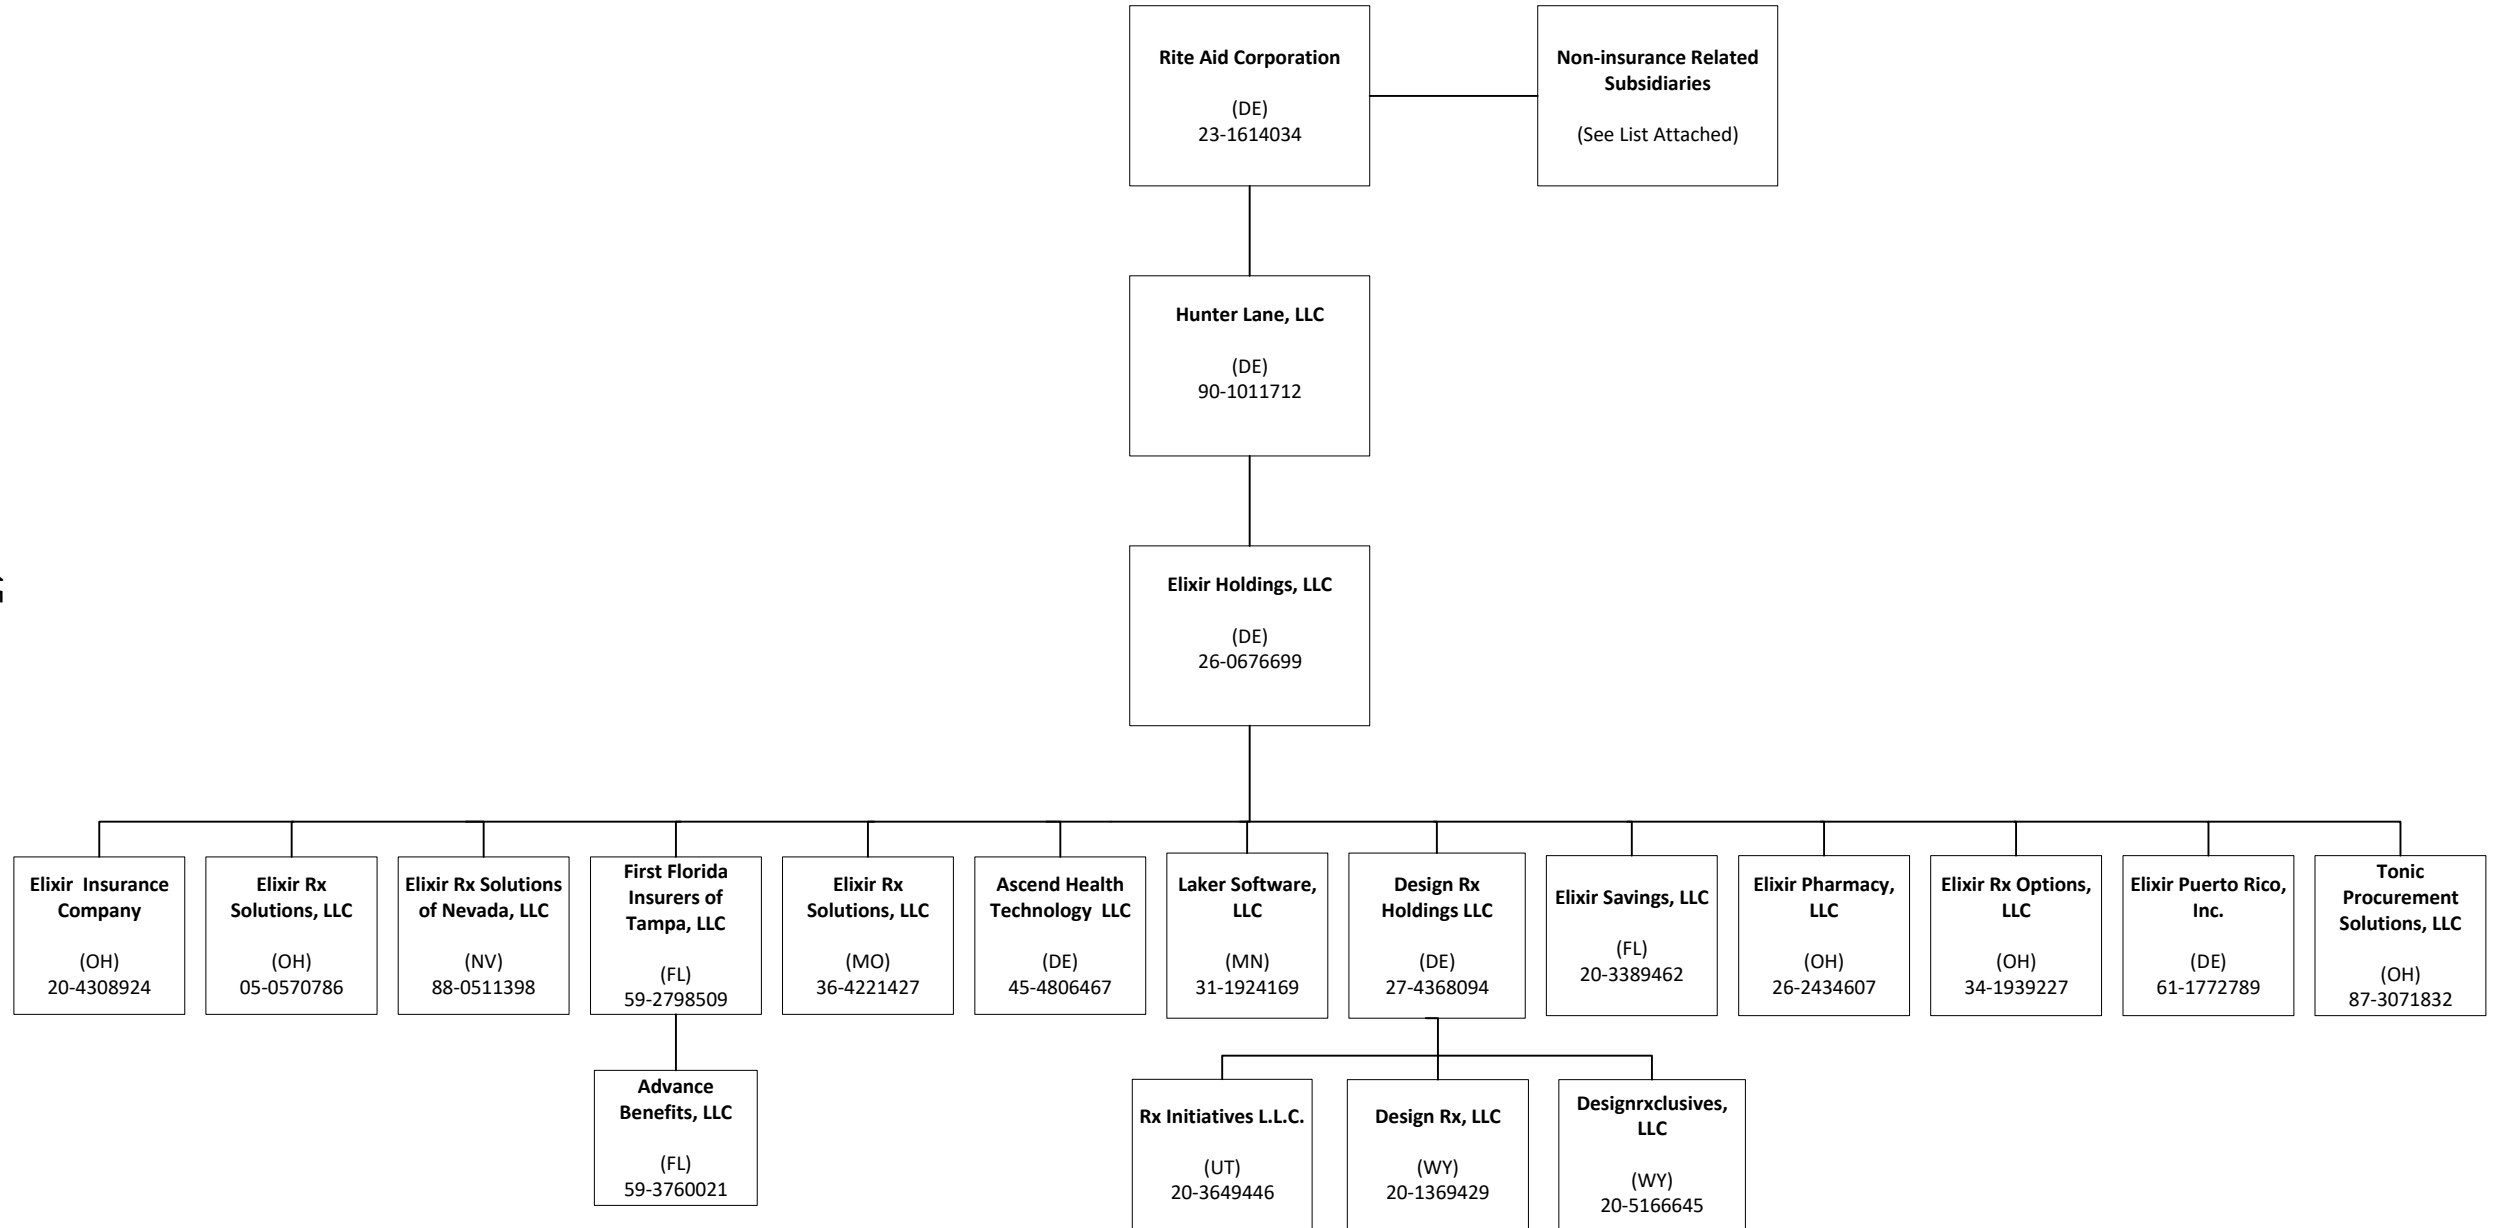 Rite Aid Corporation
(DE)
23-1614034
Non-insurance Related
Subsidiaries
(See List Attached)
Hunter Lane, LLC
(DE)
90-1011712
Elixir Holdings, LLC
(DE)
26-0676699
Elixir  Insurance
Company
(OH)
20-4308924
Elixir Rx
Solutions, LLC
(OH)
05-0570786
Elixir Rx Solutions
of Nevada, LLC
(NV)
88-0511398
First Florida
Insurers of
Tampa, LLC
(FL)
59-2798509
Elixir Rx
Solutions, LLC
(MO)
36-4221427
Ascend Health
Technology  LLC
(DE)
45-4806467
Laker Software,
LLC
(MN)
31-1924169
Design Rx
Holdings LLC
(DE)
27-4368094
Elixir Savings, LLC
(FL)
20-3389462
Elixir Pharmacy,
LLC
(OH)
26-2434607
Elixir Rx Options,
LLC
(OH)
34-1939227
Elixir Puerto Rico,
Inc.
(DE)
61-1772789
Tonic
Procurement
Solutions, LLC
(OH)
87-3071832
Advance
Benefits, LLC
(FL)
59-3760021
Rx Initiatives L.L.C.
(UT)
20-3649446
Design Rx, LLC
(WY)
20-1369429
Designrxclusives,
LLC
(WY)
20-5166645